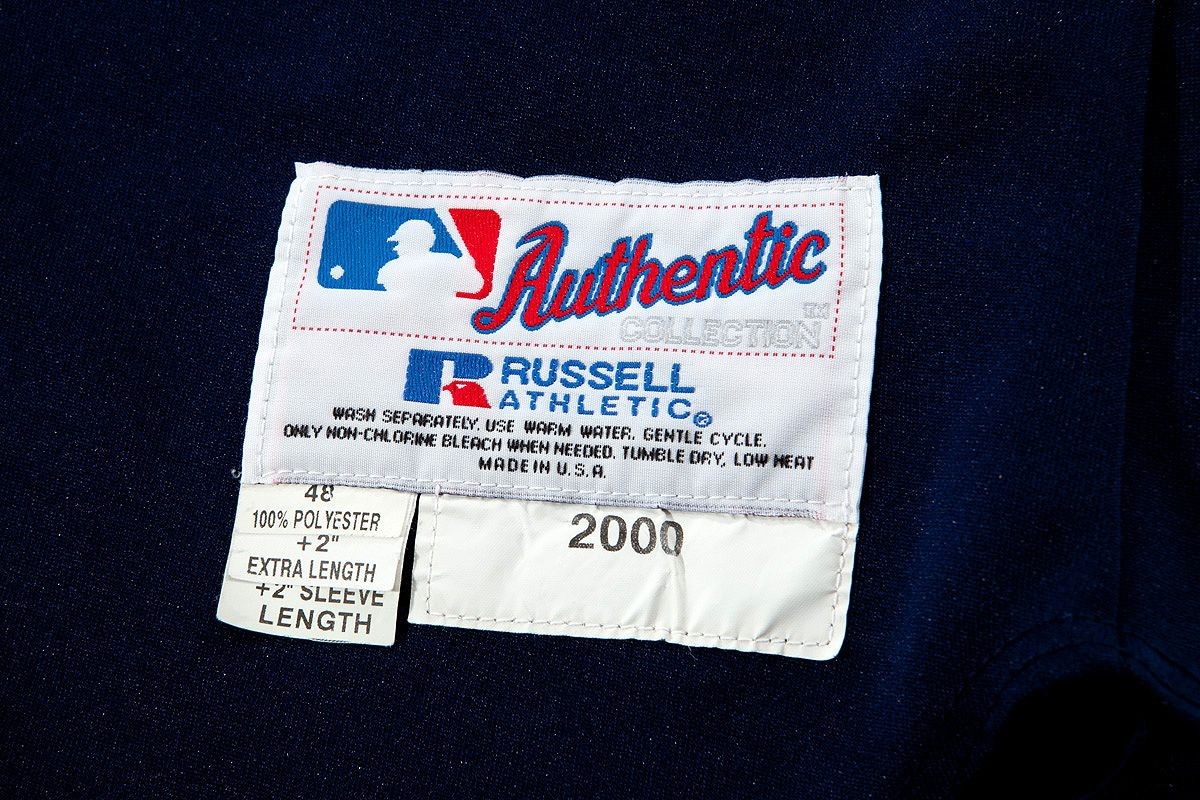 Authentic
COLLECTION™
RUSSELL
ATHLETIC®
WASH SEPARATELY. USE WARM WATER. GENTLE CYCLE.
ONLY NON-CHLORINE BLEACH WHEN NEEDED. TUMBLE DRY, LOW HEAT
MADE IN U.S.A.
48
100% POLYESTER
+2"
EXTRA LENGTH
+2" SLEEVE
LENGTH
2000